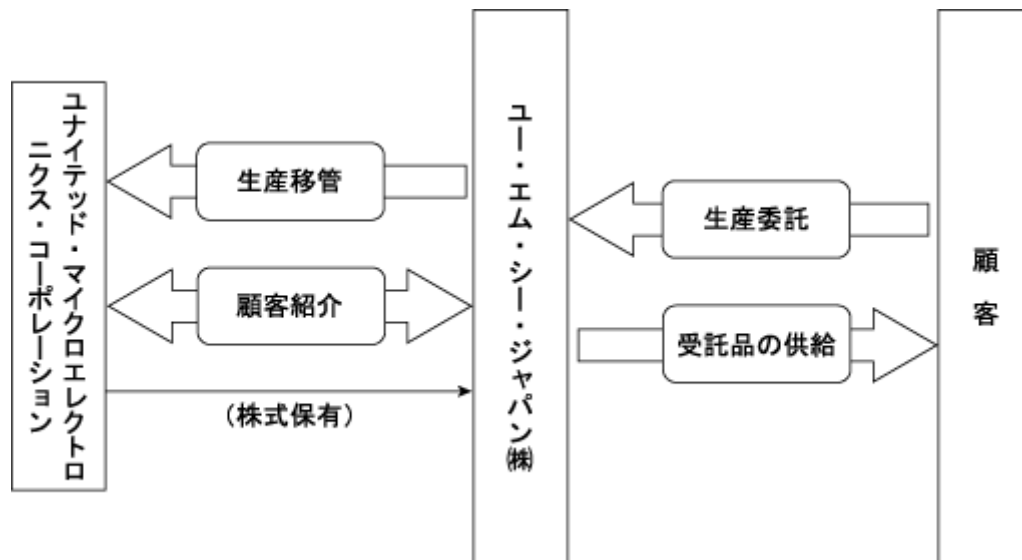 ユナイテッド・マイクロエレクトロ
ニクス・コーポレーション
生産移管
顧客紹介
(株式保有)
ユー・エム・シー・ジャパン㈱
生産委託
受託品の供給
顧客